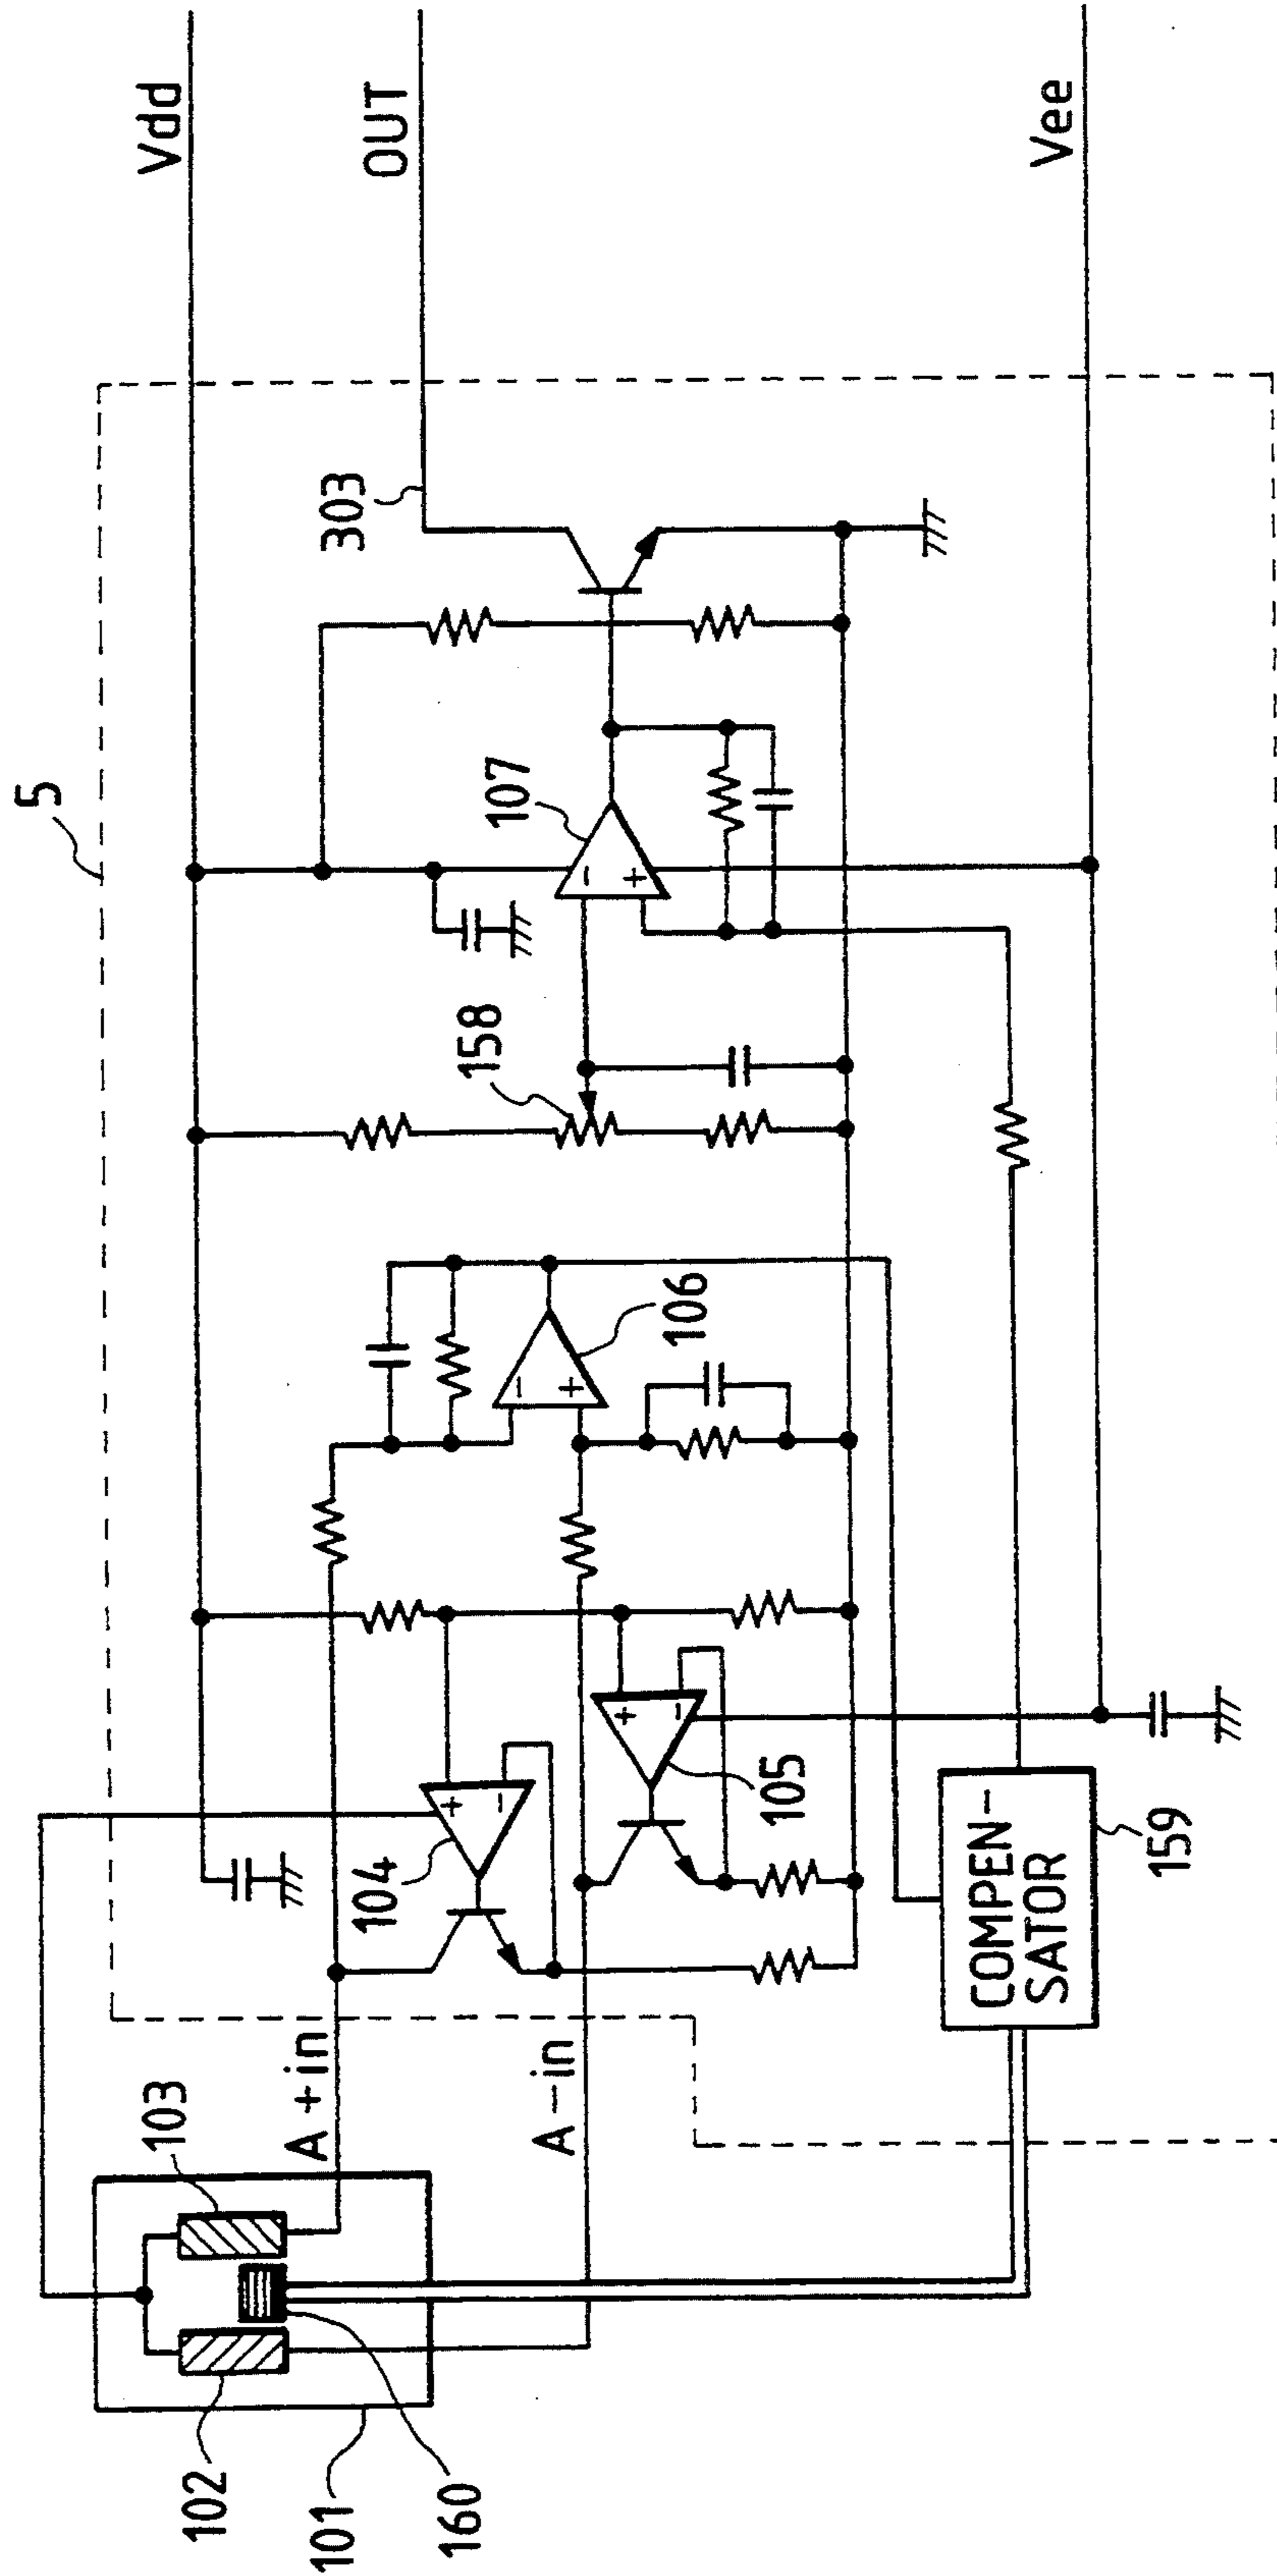 5
Vdd
OUT
Vee
303
107
158
106
105
104
103
A+in
A-in
102
101
160
COMPEN-
SATOR
159
-
+
-
+
+
-
+
-